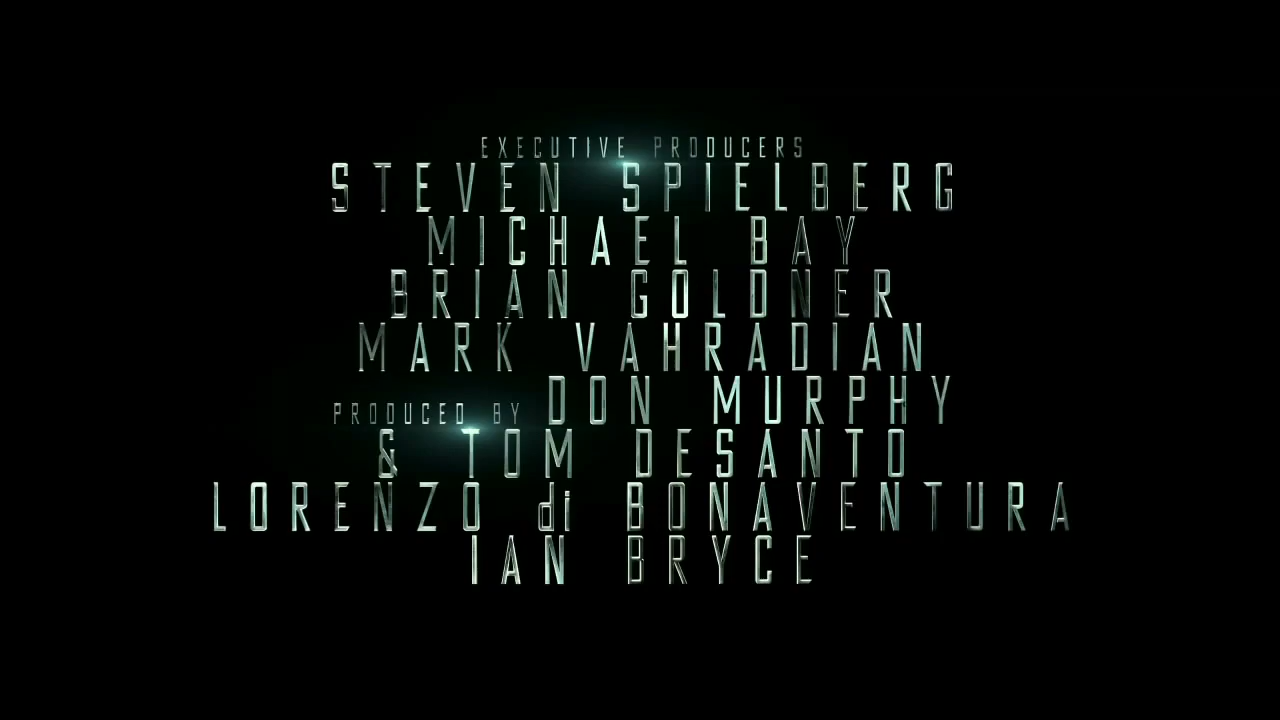 EXECUTIVE PRODUCERS
STEVEN SPIELBERG
MICHAEL BAY
BRIAN GOLDNER
MARK VAHRADIAN
PRODUCED BY DON MURPHY
& TOM DESANTO
LORENZO di BONAVENTURA
IAN BRYCE